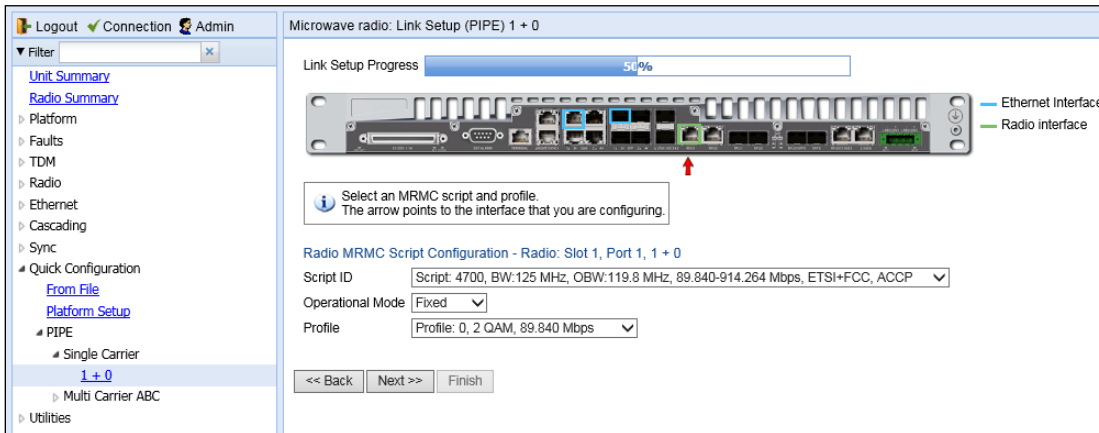 Logout Connection Admin
Filter
Unit Summary
Radio Summary
Platform
Faults
TDM
Radio
Ethernet
Cascading
Sync
Quick Configuration
From File
Platform Setup
PIPE
Single Carrier
1 + 0
Multi Carrier ABC
Utilities
Microwave radio: Link Setup (PIPE) 1 + 0
Link Setup Progress 50%
Ethernet Interface
Radio interface
Select an MRMC script and profile.
The arrow points to the interface that you are configuring.
Radio MRMC Script Configuration - Radio: Slot 1, Port 1, 1 + 0
Script ID Script: 4700, BW:125 MHz, OBW:119.8 MHz, 89.840-914.264 Mbps, ETSI+FCC, ACCP
Operational Mode Fixed
Profile Profile: 0, 2 QAM, 89.840 Mbps
<< Back Next >> Finish